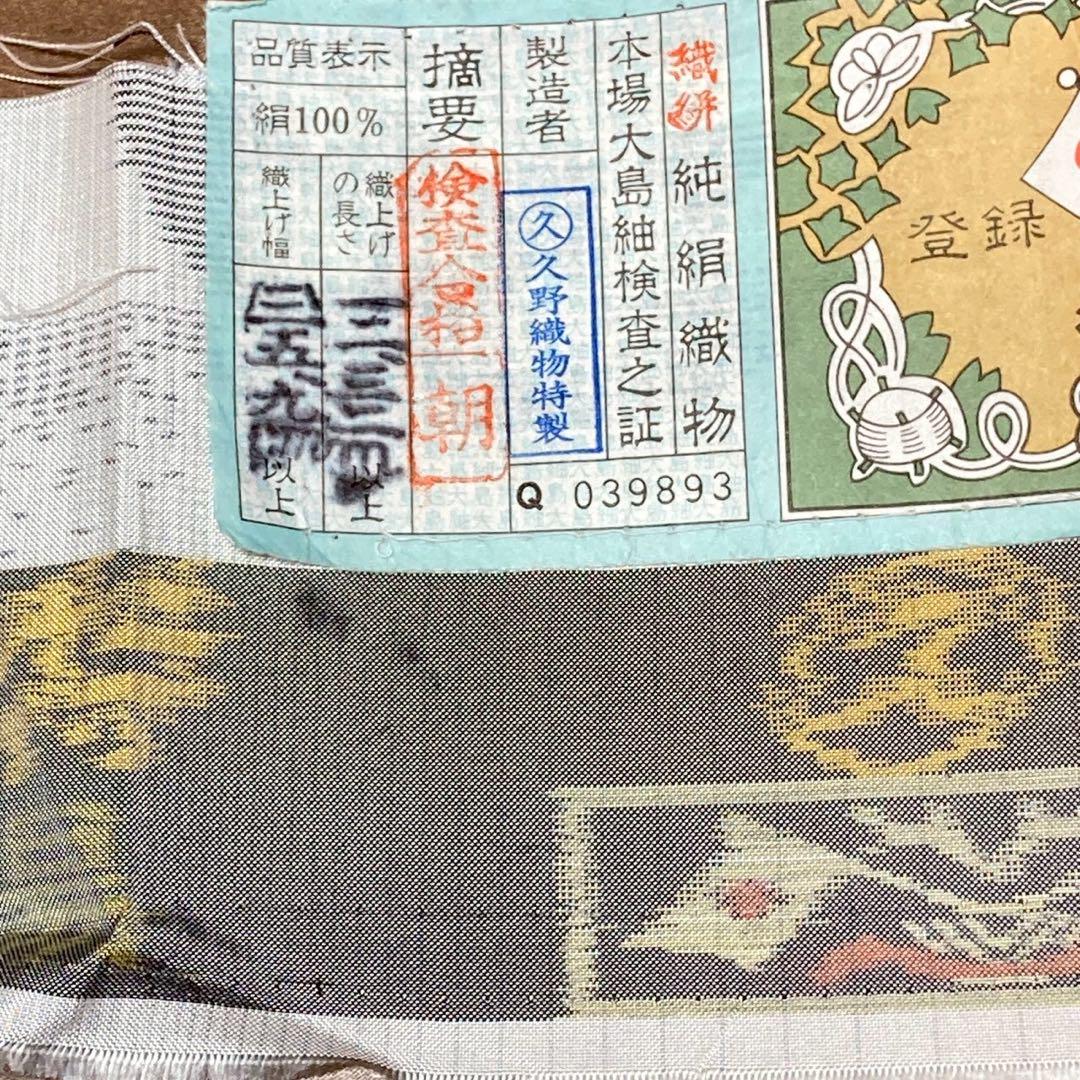 織絣 純絹織物
本場大島紬検査之証
製造者
久 久野織物特製
Q 039893
摘要
検査合格 朝
品質表示
絹100%
織上げの長さ
以上
織上げ幅
以上
登録